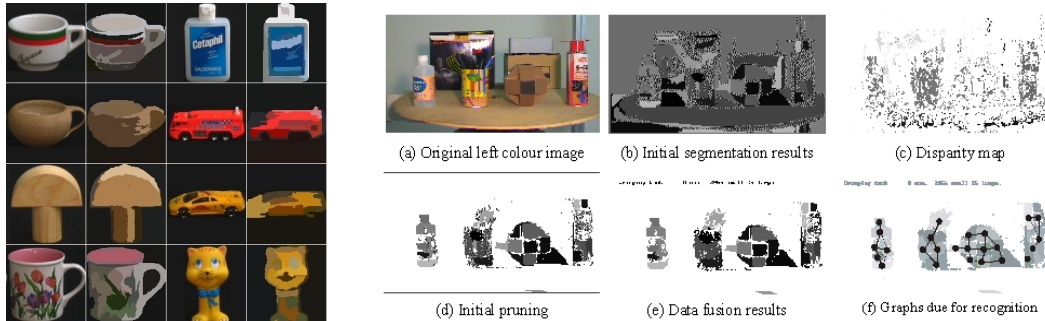 Cetaphil
(a) Original left colour image
(b) Initial segmentation results
(c) Disparity map
(d) Initial pruning
(e) Data fusion results
(f) Graphs due for recognition